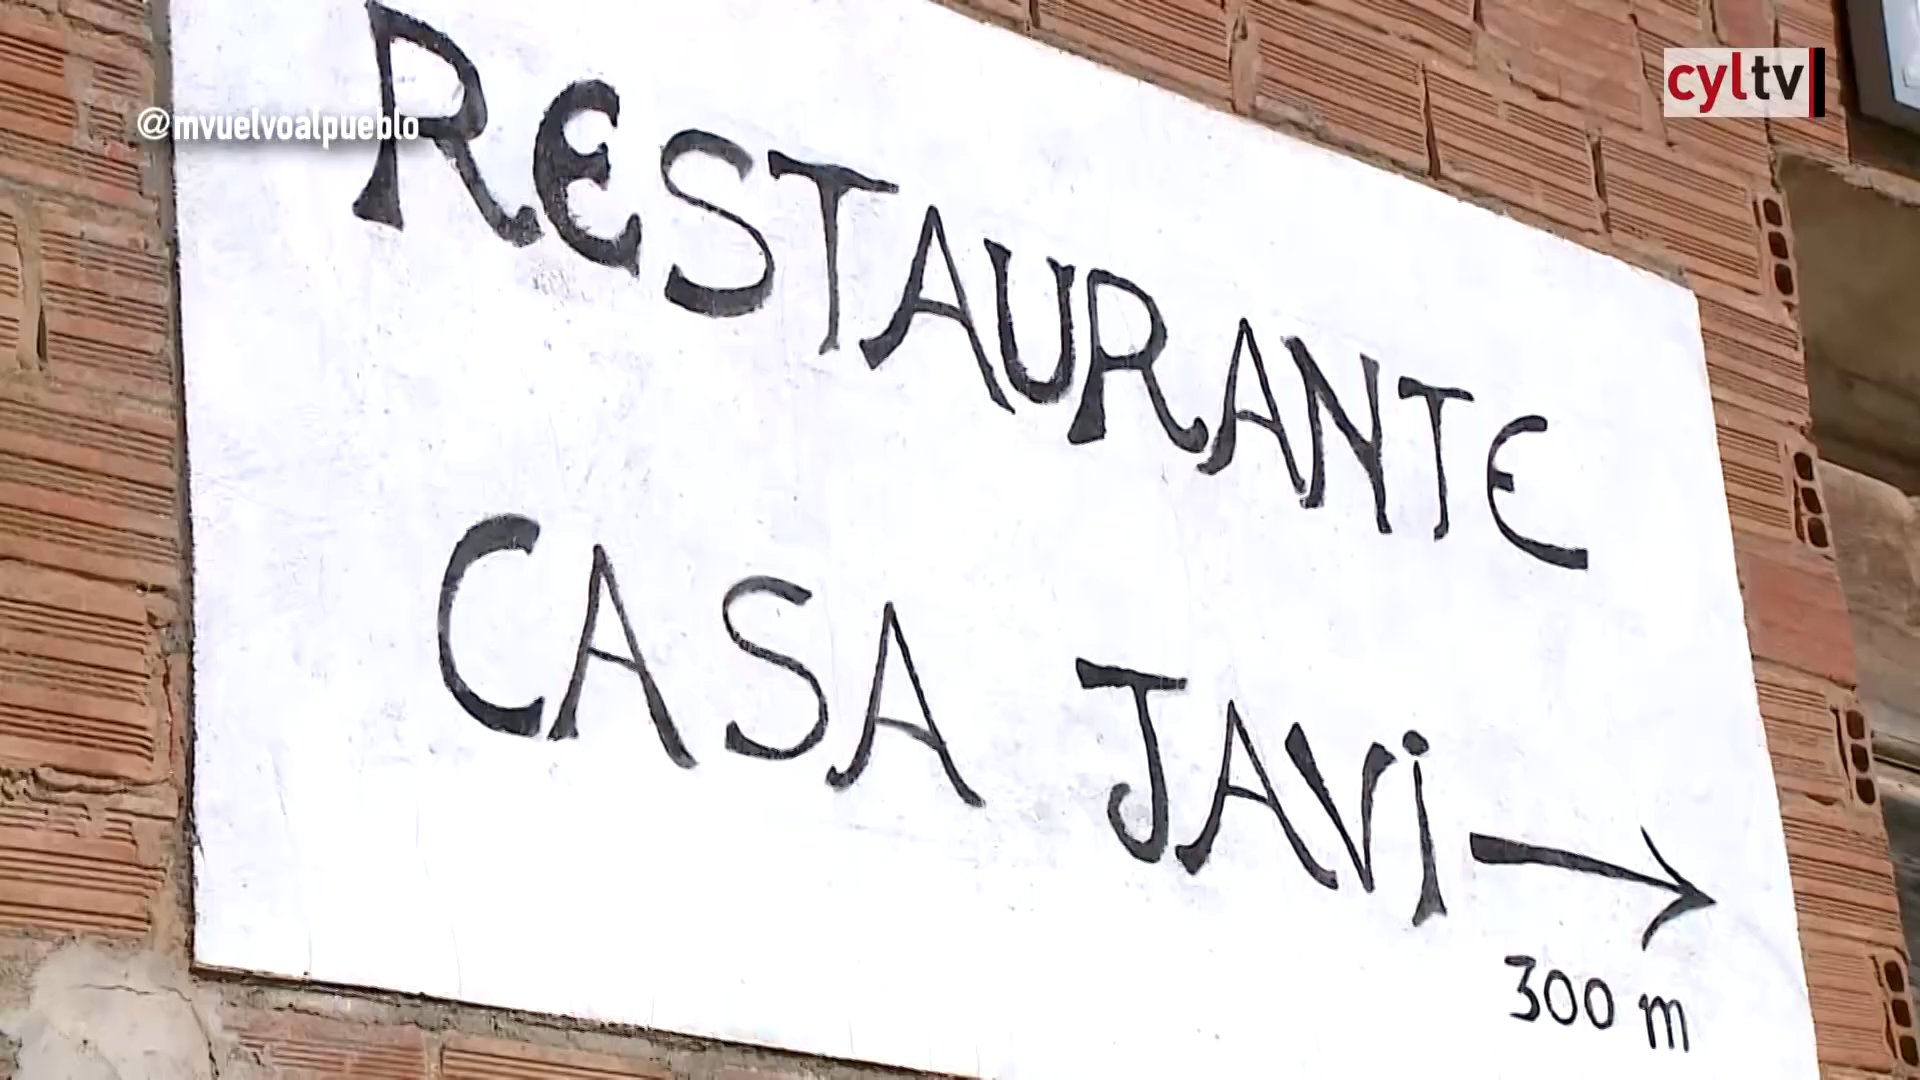 cyltv
@mvuelvoalpueblo
RESTAURANTE
CASA JAVi
300 m